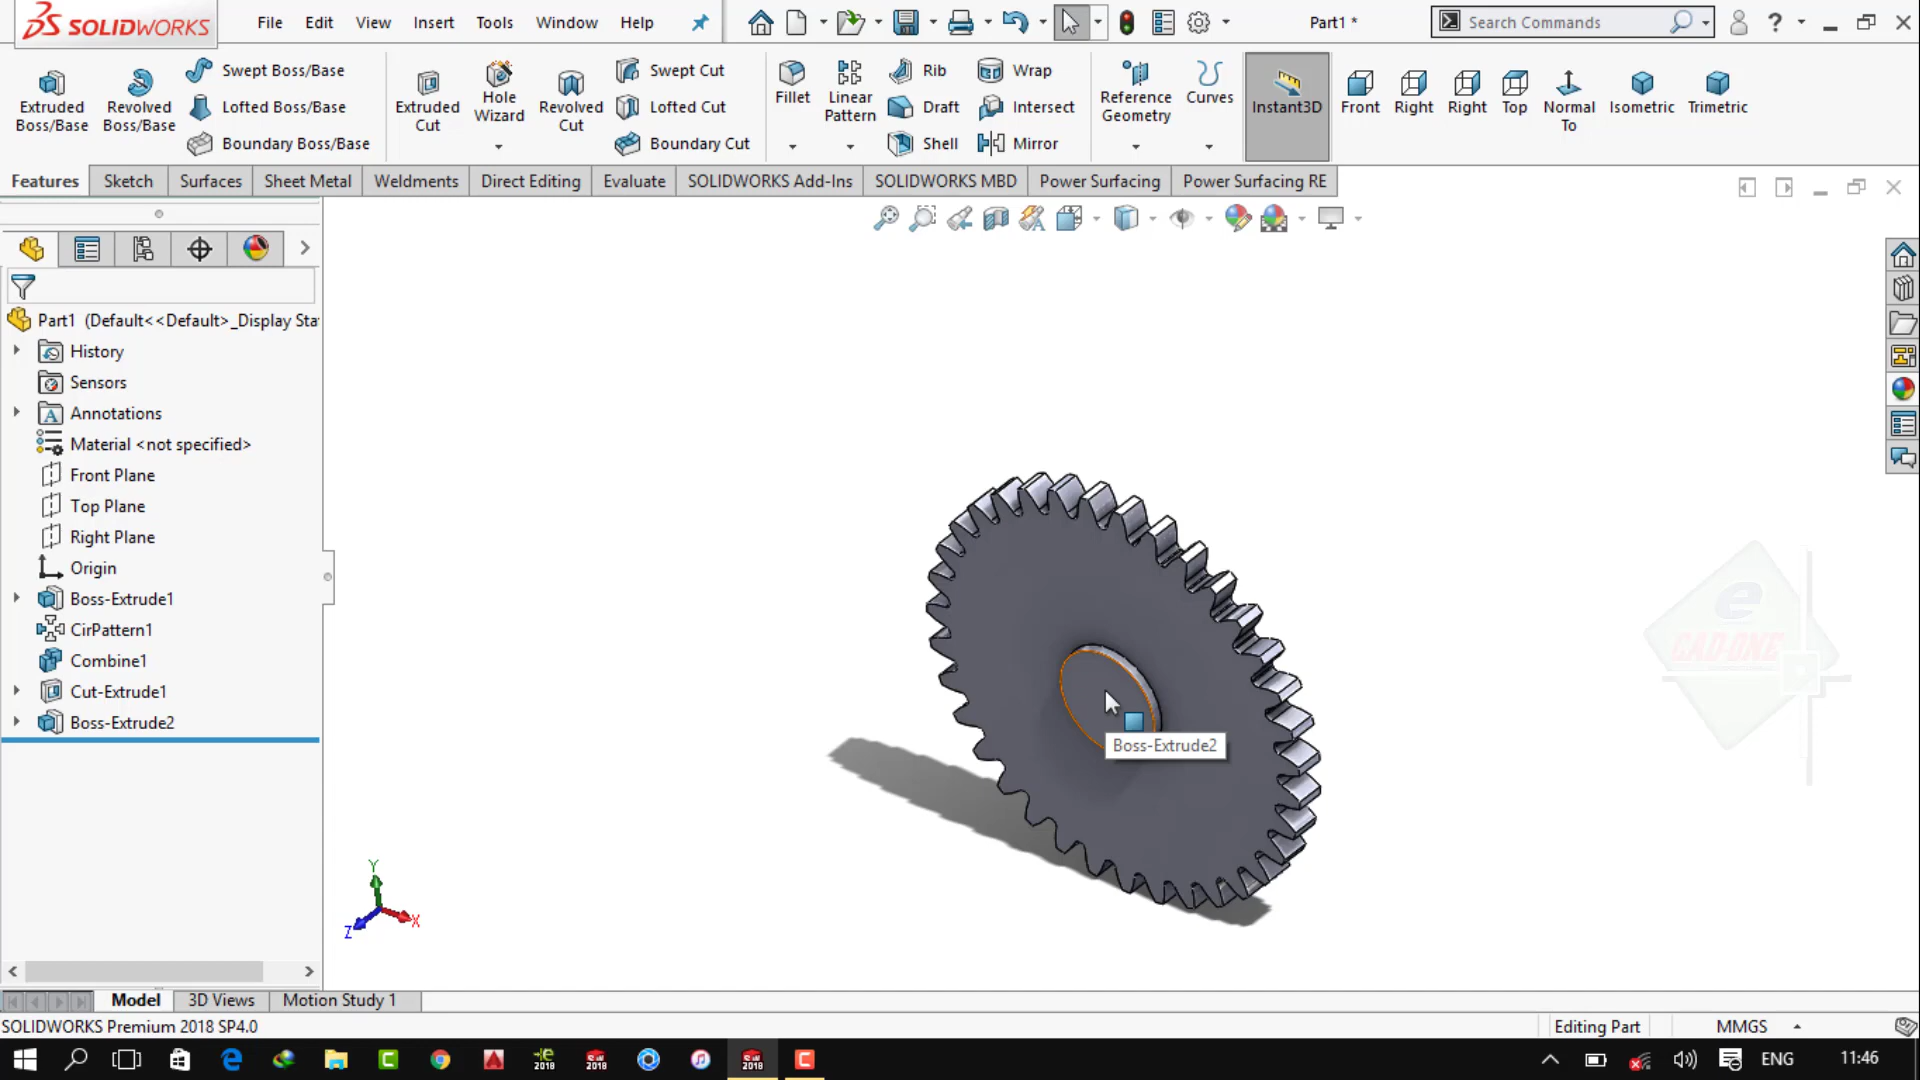 SOLIDWORKS
File Edit View Insert Tools Window Help
Part1 *
Search Commands
Extruded Boss/Base
Revolved Boss/Base
Swept Boss/Base
Lofted Boss/Base
Boundary Boss/Base
Extruded Cut
Hole Wizard
Revolved Cut
Swept Cut
Lofted Cut
Boundary Cut
Fillet
Linear Pattern
Rib
Draft
Shell
Wrap
Intersect
Mirror
Reference Geometry
Curves
Instant3D
Front
Right
Right
Top
Normal To
Isometric
Trimetric
Features Sketch Surfaces Sheet Metal Weldments Direct Editing Evaluate SOLIDWORKS Add-Ins SOLIDWORKS MBD Power Surfacing Power Surfacing RE
Part1 (Default<<Default>_Display Sta
History
Sensors
Annotations
Material <not specified>
Front Plane
Top Plane
Right Plane
Origin
Boss-Extrude1
CirPattern1
Combine1
Cut-Extrude1
Boss-Extrude2
Boss-Extrude2
e
CAD-ONE
Y
X
Z
Model 3D Views Motion Study 1
SOLIDWORKS Premium 2018 SP4.0
Editing Part MMGS
ENG 11:46